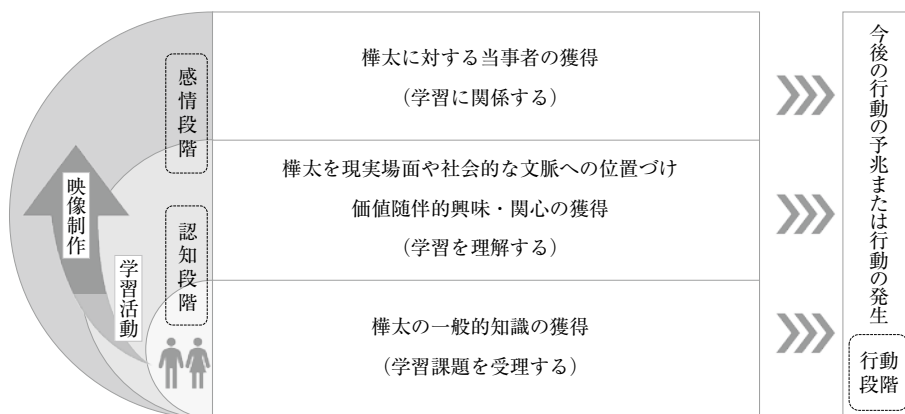 感情段階
映像制作
認知段階
学習活動
樺太に対する当事者の獲得
（学習に関係する）
樺太を現実場面や社会的な文脈への位置づけ
価値随伴的興味・関心の獲得
（学習を理解する）
樺太の一般的知識の獲得
（学習課題を受理する）
今後の行動の予兆または行動の発生
行動
段階